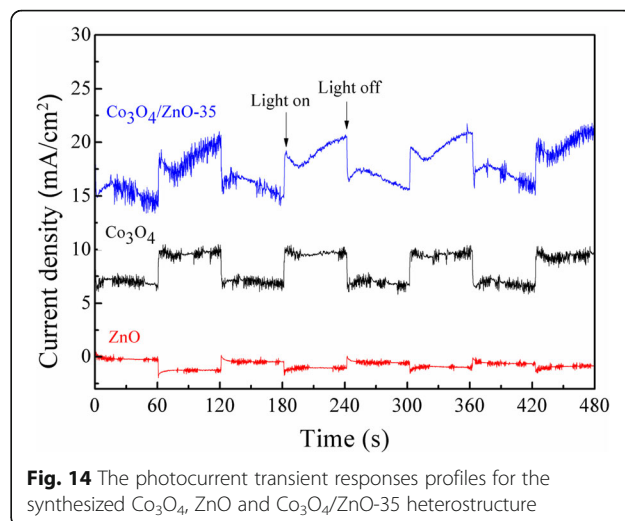 30
25
20
15
10
5
0
Current density (mA/cm²)
Co₃O₄/ZnO-35
Light on
Light off
Co₃O₄
ZnO
0 60 120 180 240 300 360 420 480
Time (s)
Fig. 14 The photocurrent transient responses profiles for the
synthesized Co₃O₄, ZnO and Co₃O₄/ZnO-35 heterostructure